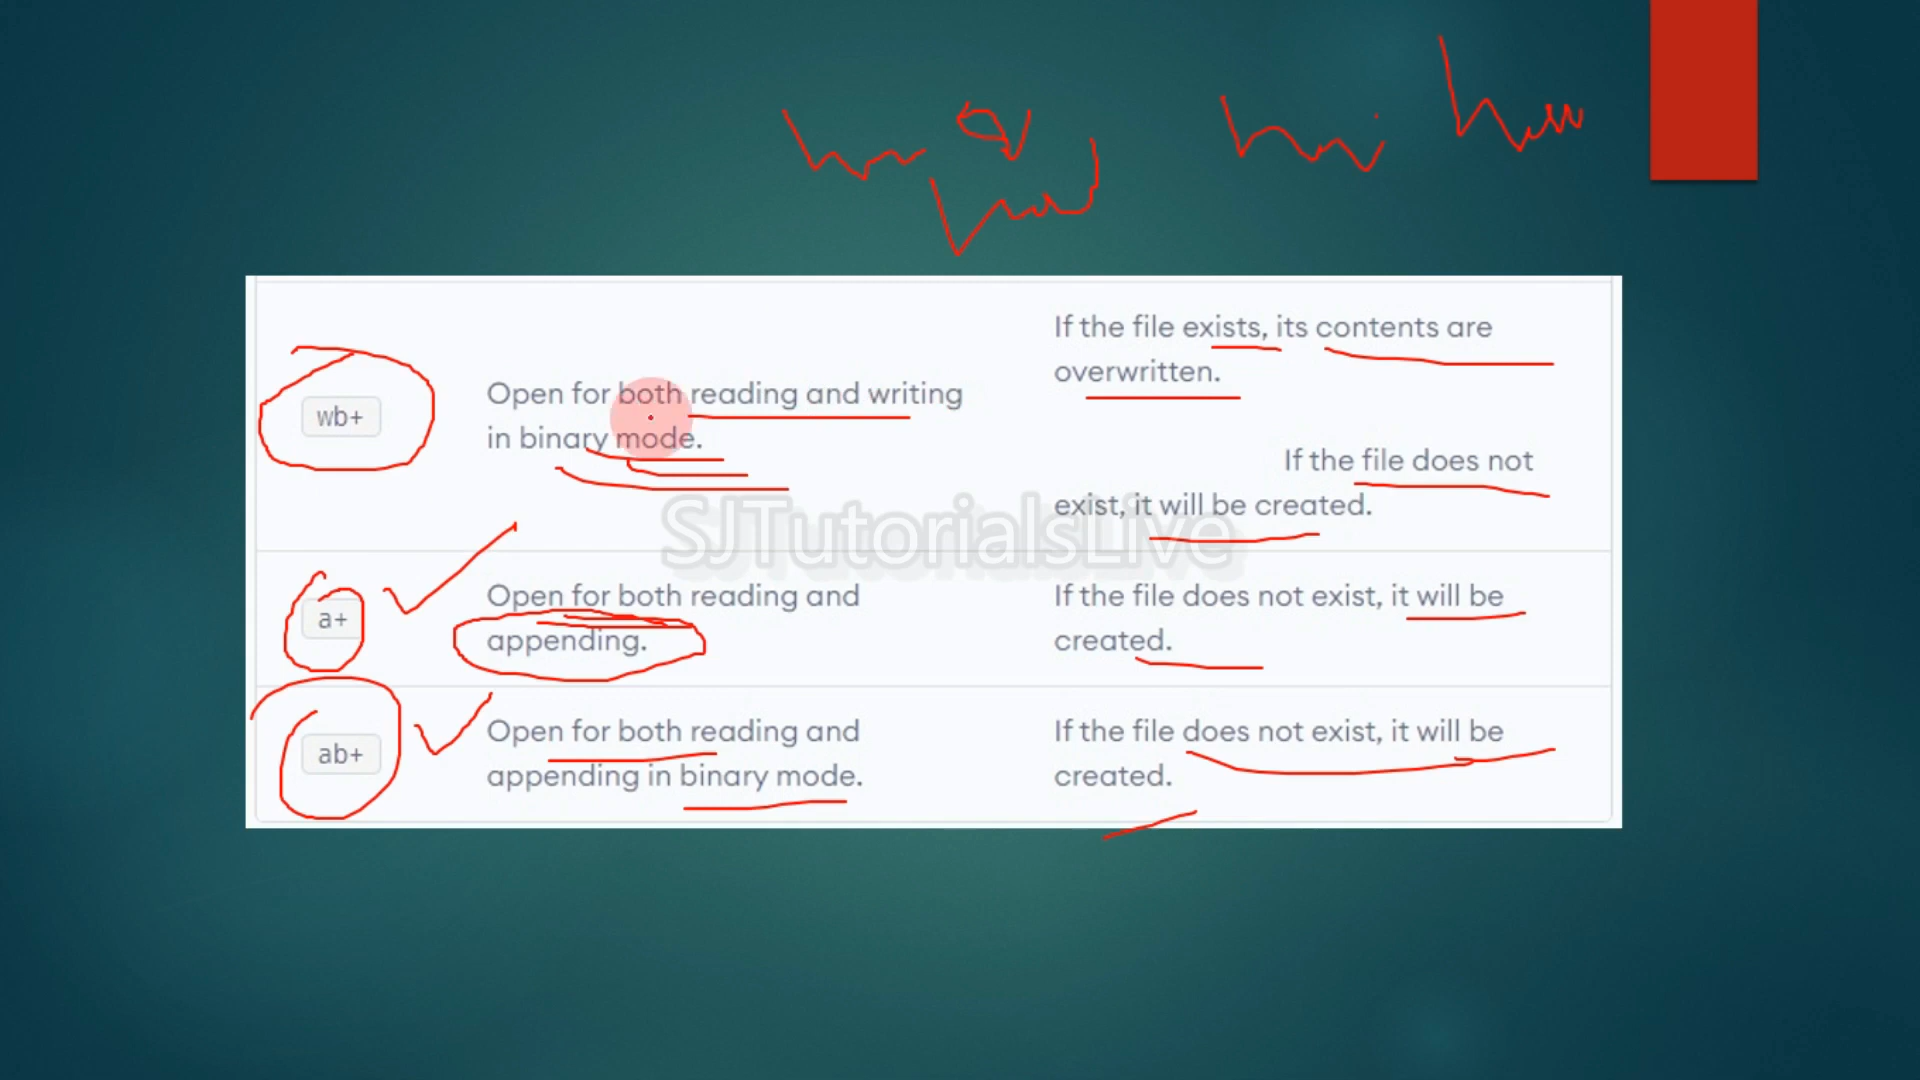 wb+
Open for both reading and writing
in binary mode.
If the file exists, its contents are
overwritten.
If the file does not
exist, it will be created.
SJTutorialsLive
a+
Open for both reading and
appending.
If the file does not exist, it will be
created.
ab+
Open for both reading and
appending in binary mode.
If the file does not exist, it will be
created.